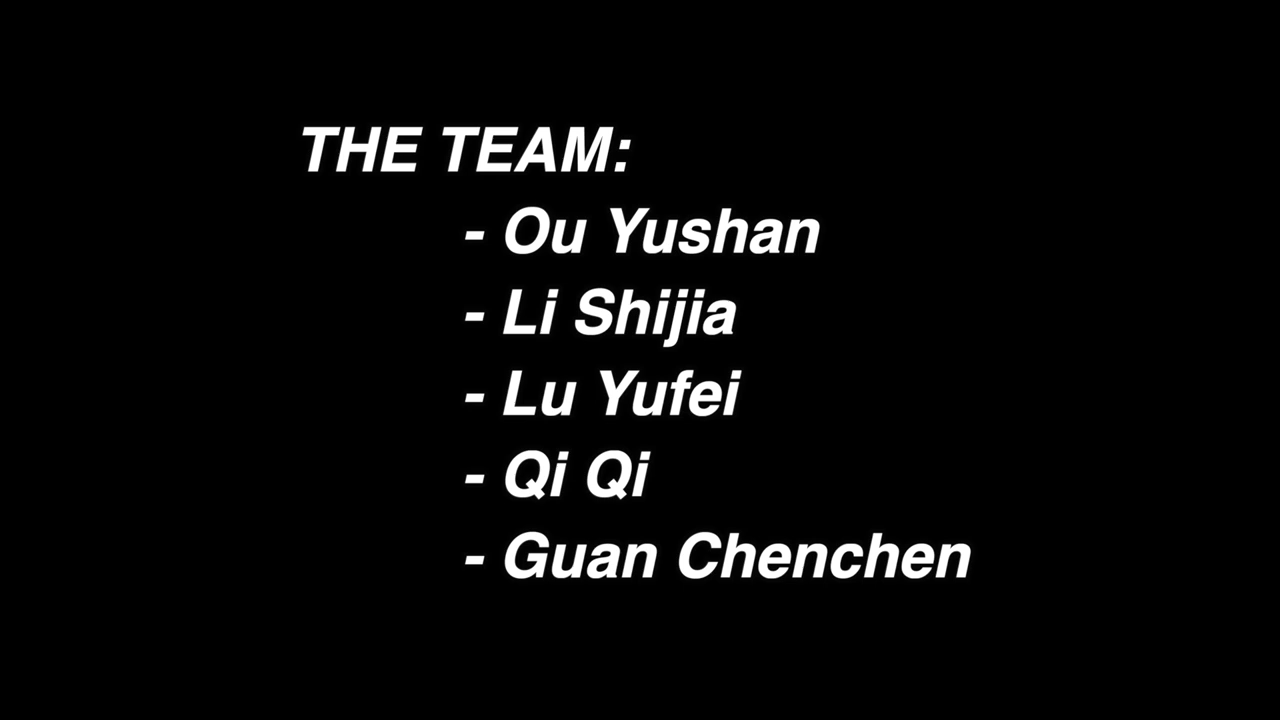 THE TEAM:
- Ou Yushan
- Li Shijia
- Lu Yufei
- Qi Qi
- Guan Chenchen